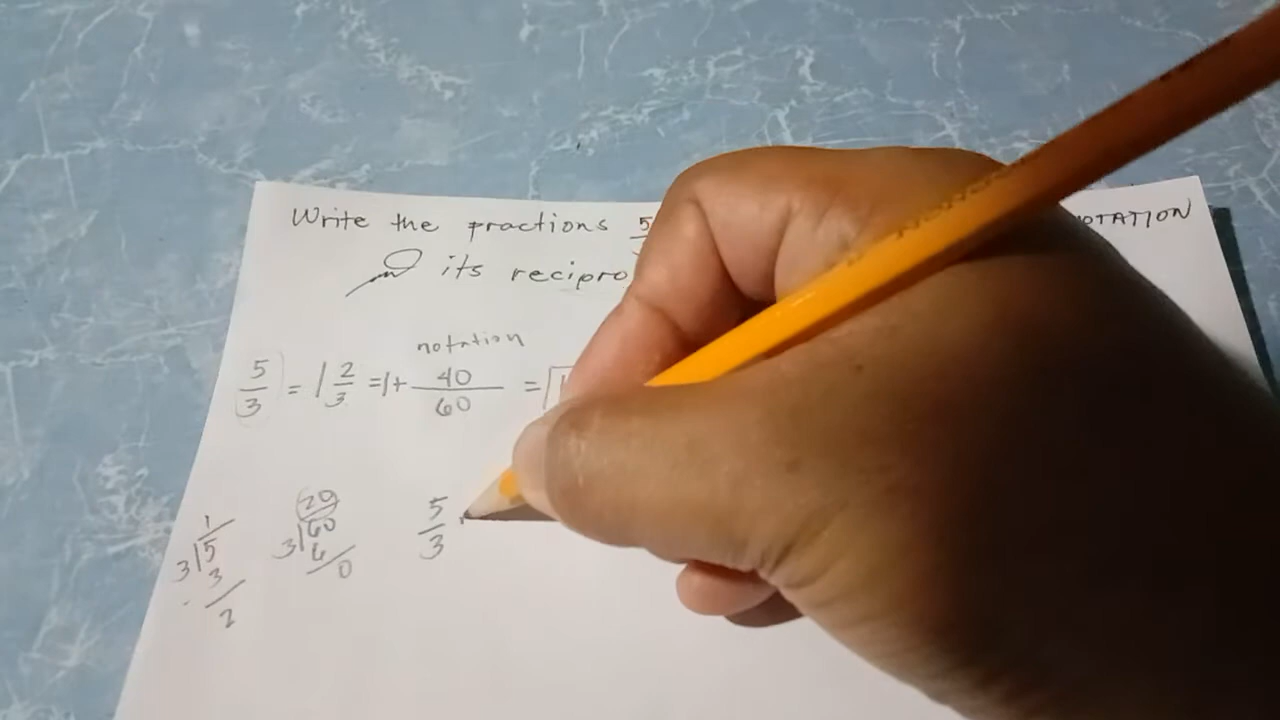 Write the practions 5 NOTATION
its recipro
notation
5/3 = 1 2/3 = 1 + 40/60 =
1
3 5
3
2
20
3 60
6
0
5/3